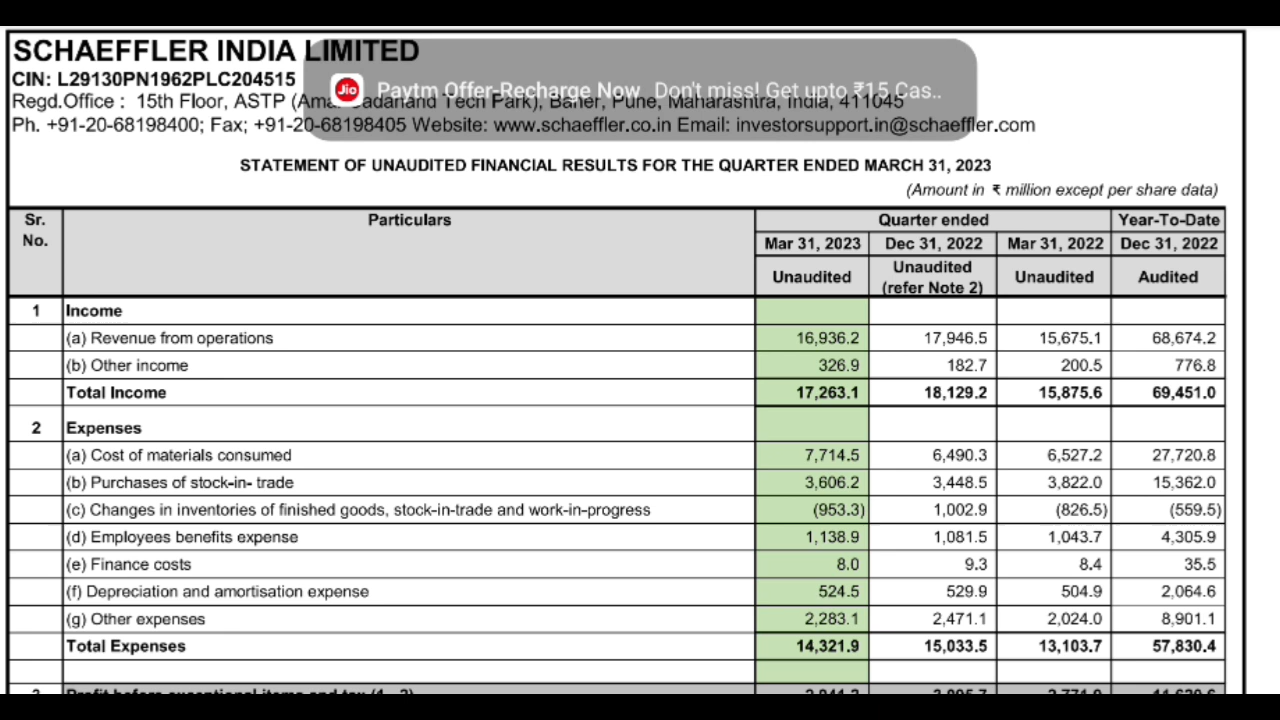 SCHAEFFLER INDIA LIMITED
CIN: L29130PN1962PLC204515
Jio Paytm Offer-Recharge Now Don't miss! Get upto ₹15 Cas..
Regd.Office : 15th Floor, ASTP (Tech Park), Baner, Pune, Maharashtra, India, 411045
Ph. +91-20-68198400; Fax; +91-20-68198405 Website: www.schaeffler.co.in Email: investorsupport.in@schaeffler.com
STATEMENT OF UNAUDITED FINANCIAL RESULTS FOR THE QUARTER ENDED MARCH 31, 2023
(Amount in ₹ million except per share data)
Sr. No. Particulars Quarter ended Year-To-Date
Mar 31, 2023 Dec 31, 2022 Mar 31, 2022 Dec 31, 2022
Unaudited Unaudited (refer Note 2) Unaudited Audited
1 Income
(a) Revenue from operations 16,936.2 17,946.5 15,675.1 68,674.2
(b) Other income 326.9 182.7 200.5 776.8
Total Income 17,263.1 18,129.2 15,875.6 69,451.0
2 Expenses
(a) Cost of materials consumed 7,714.5 6,490.3 6,527.2 27,720.8
(b) Purchases of stock-in- trade 3,606.2 3,448.5 3,822.0 15,362.0
(c) Changes in inventories of finished goods, stock-in-trade and work-in-progress (953.3) 1,002.9 (826.5) (559.5)
(d) Employees benefits expense 1,138.9 1,081.5 1,043.7 4,305.9
(e) Finance costs 8.0 9.3 8.4 35.5
(f) Depreciation and amortisation expense 524.5 529.9 504.9 2,064.6
(g) Other expenses 2,283.1 2,471.1 2,024.0 8,901.1
Total Expenses 14,321.9 15,033.5 13,103.7 57,830.4